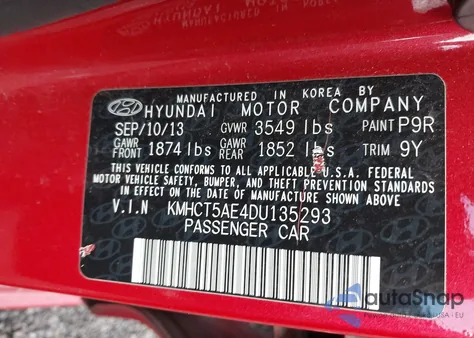 MANUFACTURED IN KOREA BY
HYUNDAI MOTOR COMPANY
SEP/10/13 GVWR 3549 lbs PAINT P9R
GAWR FRONT 1874 lbs GAWR REAR 1852 lbs TRIM 9Y
THIS VEHICLE CONFORMS TO ALL APPLICABLE U.S.A. FEDERAL
MOTOR VEHICLE SAFETY, BUMPER, AND THEFT PREVENTION STANDARDS
IN EFFECT ON THE DATE OF MANUFACTURE SHOWN ABOVE.
V.I.N KMHCT5AE4DU135293
PASSENGER CAR
autoSnap